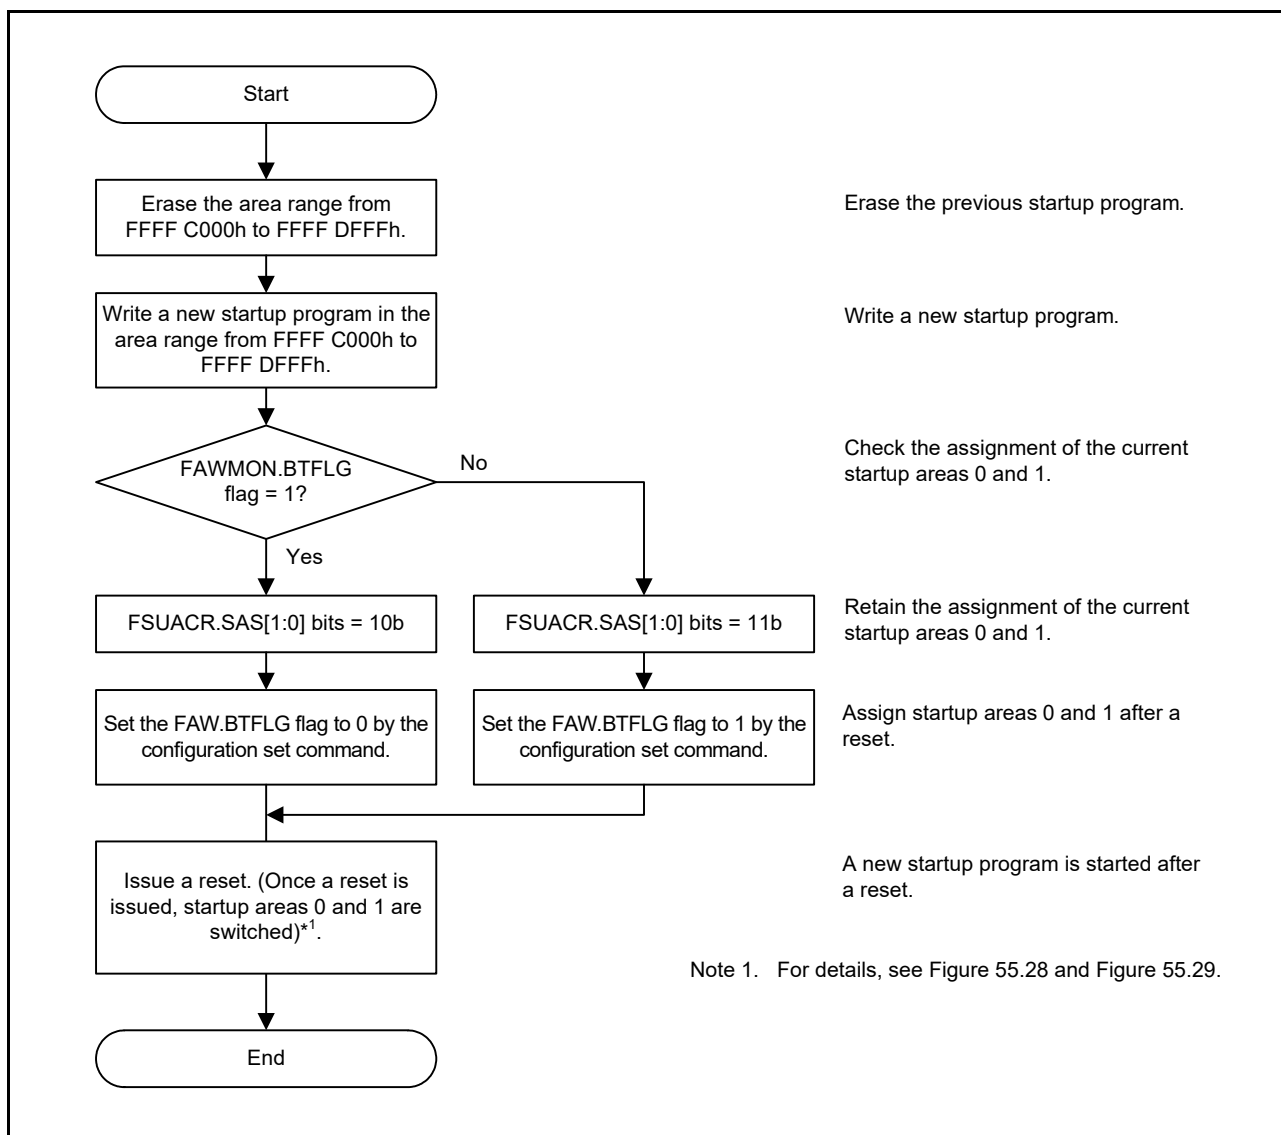 Start
Erase the area range from
FFFF C000h to FFFF DFFFh.
Erase the previous startup program.
Write a new startup program in the
area range from FFFF C000h to
FFFF DFFFh.
Write a new startup program.
FAWMON.BTFLG
flag = 1?
No
Check the assignment of the current
startup areas 0 and 1.
Yes
FSUACR.SAS[1:0] bits = 10b
FSUACR.SAS[1:0] bits = 11b
Retain the assignment of the current
startup areas 0 and 1.
Set the FAW.BTFLG flag to 0 by the
configuration set command.
Set the FAW.BTFLG flag to 1 by the
configuration set command.
Assign startup areas 0 and 1 after a
reset.
Issue a reset. (Once a reset is
issued, startup areas 0 and 1 are
switched)*1.
A new startup program is started after
a reset.
Note 1. For details, see Figure 55.28 and Figure 55.29.
End